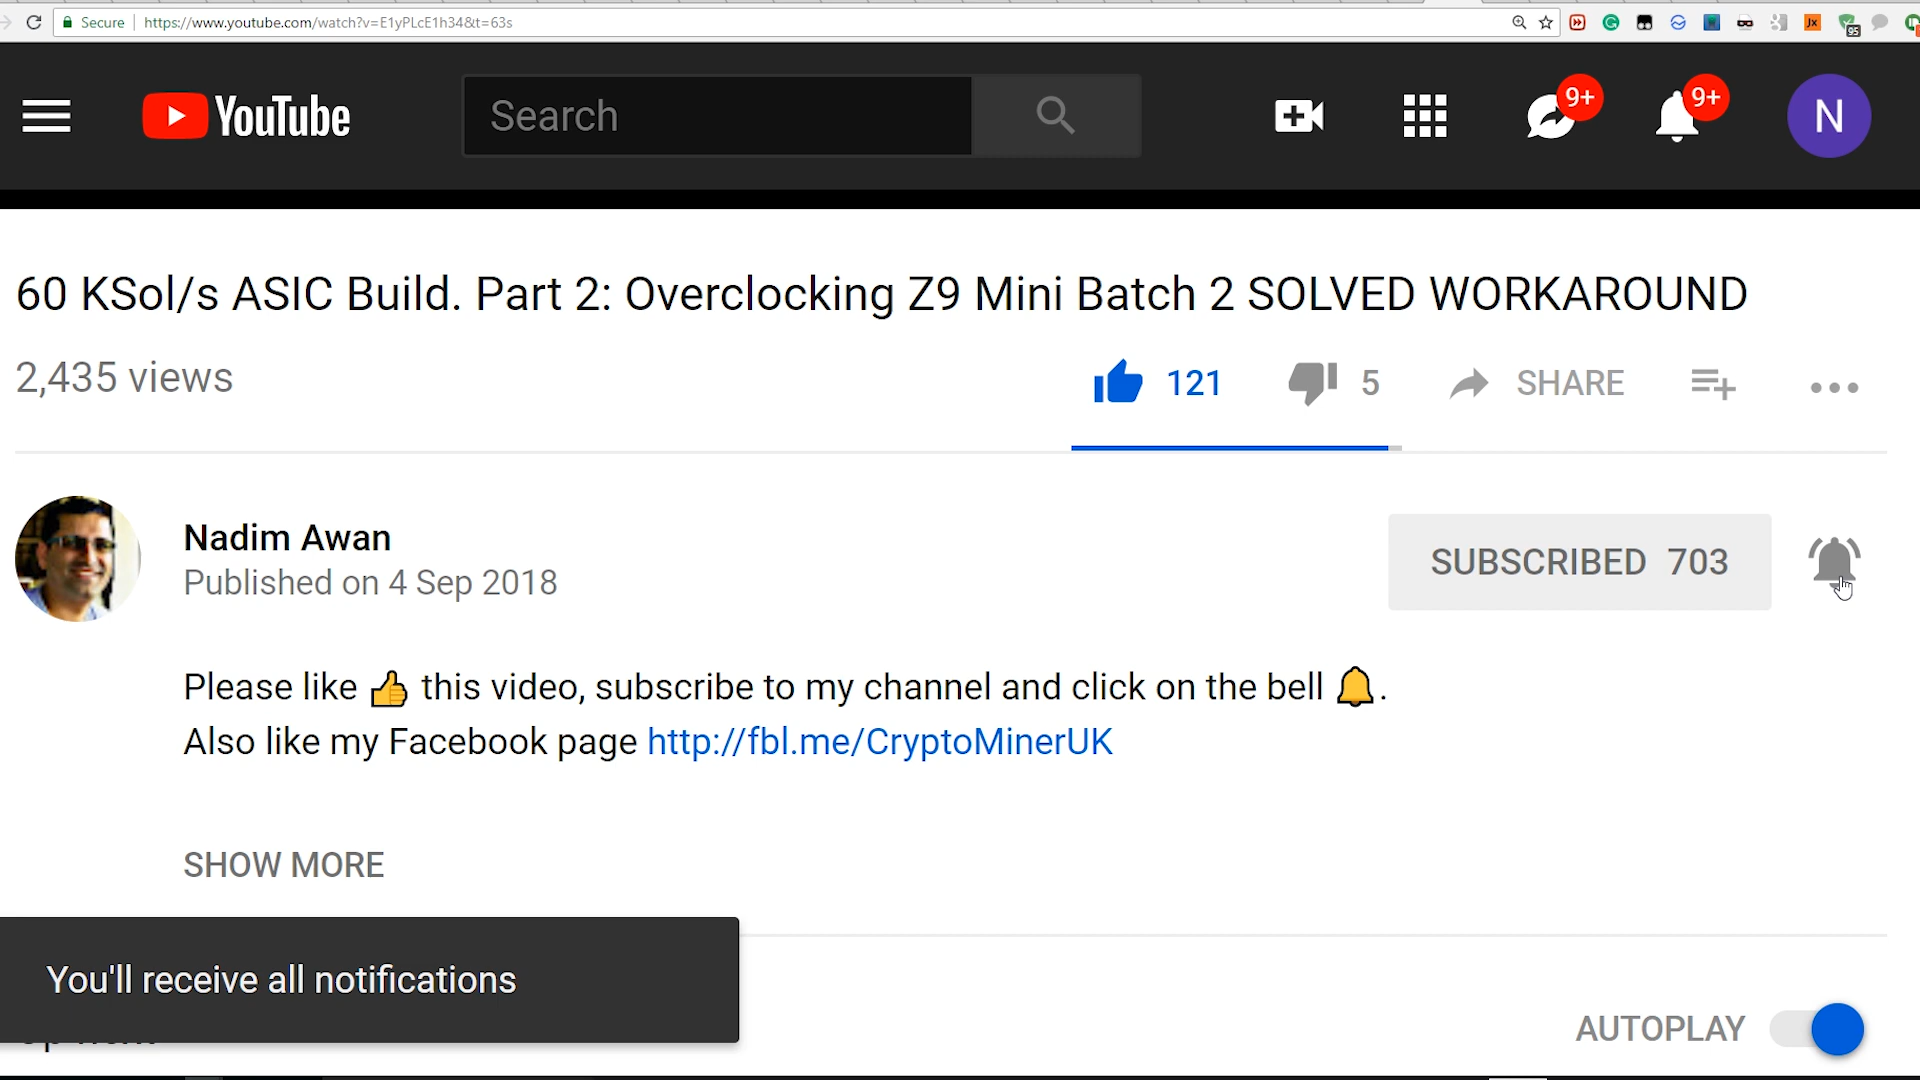 Secure https://www.youtube.com/watch?v=E1yPLcE1h34&t=63s
JX 95
YouTube
Search
9+ 9+ N
60 KSol/s ASIC Build. Part 2: Overclocking Z9 Mini Batch 2 SOLVED WORKAROUND
2,435 views
121 5 SHARE
Nadim Awan
Published on 4 Sep 2018
SUBSCRIBED 703
Please like 👍 this video, subscribe to my channel and click on the bell 🔔.
Also like my Facebook page http://fbl.me/CryptoMinerUK
SHOW MORE
You'll receive all notifications
AUTOPLAY